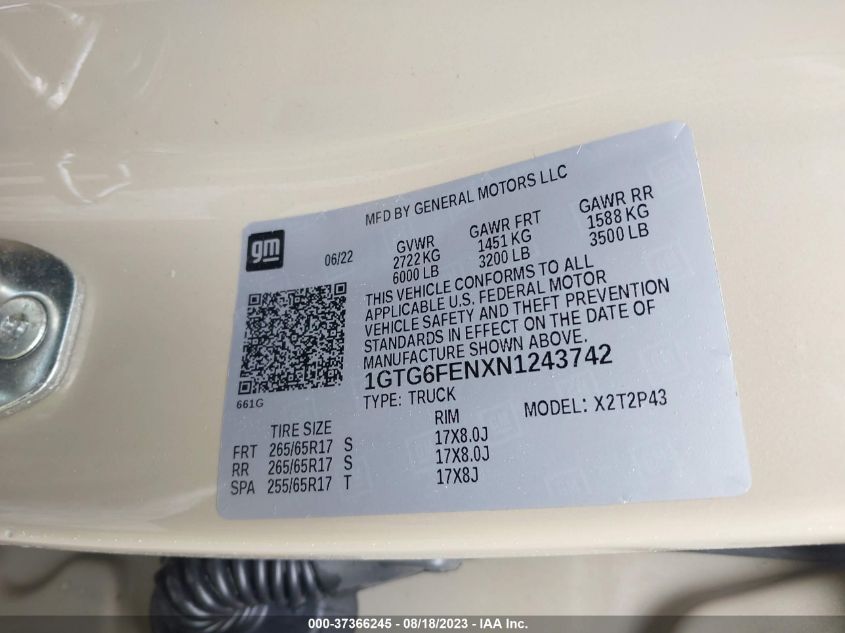 MFD BY GENERAL MOTORS LLC
gm
06/22
GVWR
2722 KG
6000 LB
GAWR FRT
1451 KG
3200 LB
GAWR RR
1588 KG
3500 LB
THIS VEHICLE CONFORMS TO ALL
APPLICABLE U.S. FEDERAL MOTOR
VEHICLE SAFETY AND THEFT PREVENTION
STANDARDS IN EFFECT ON THE DATE OF
MANUFACTURE SHOWN ABOVE.
1GTG6FENXN1243742
661G
TYPE: TRUCK
MODEL: X2T2P43
TIRE SIZE RIM
FRT 265/65R17 S 17X8.0J
RR 265/65R17 S 17X8.0J
SPA 255/65R17 T 17X8J
000-37366245 - 08/18/2023 - IAA Inc.